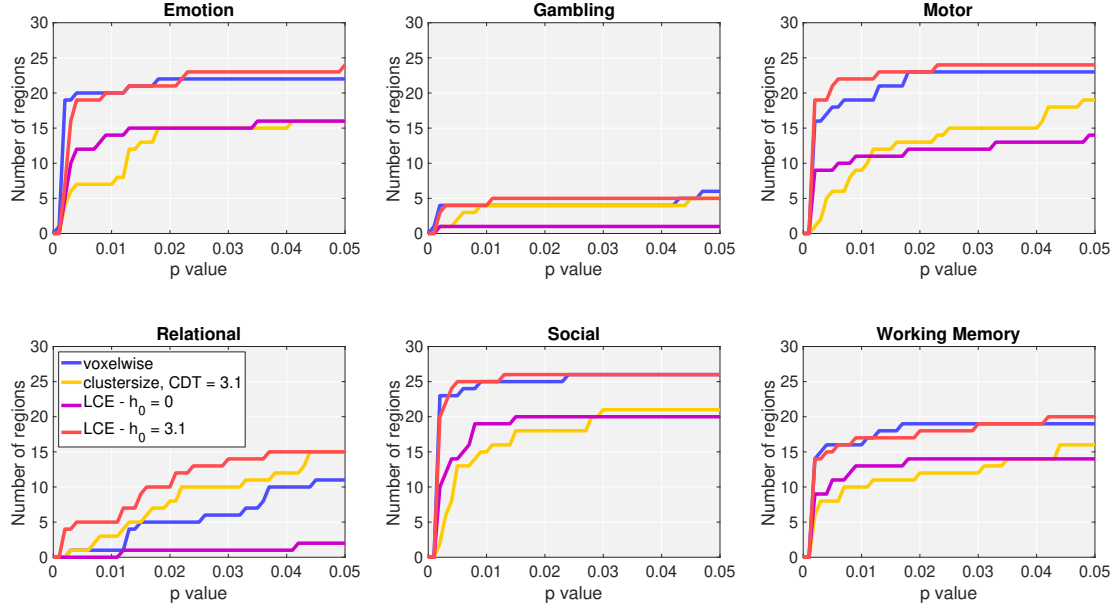 Emotion
Number of regions
30
25
20
15
10
5
0
0 0.01 0.02 0.03 0.04 0.05
p value
Gambling
Number of regions
30
25
20
15
10
5
0
0 0.01 0.02 0.03 0.04 0.05
p value
Motor
Number of regions
30
25
20
15
10
5
0
0 0.01 0.02 0.03 0.04 0.05
p value
Relational
Number of regions
30
25
20
15
10
5
0
voxelwise
clustersize, CDT = 3.1
LCE - h_0 = 0
LCE - h_0 = 3.1
0 0.01 0.02 0.03 0.04 0.05
p value
Social
Number of regions
30
25
20
15
10
5
0
0 0.01 0.02 0.03 0.04 0.05
p value
Working Memory
Number of regions
30
25
20
15
10
5
0
0 0.01 0.02 0.03 0.04 0.05
p value